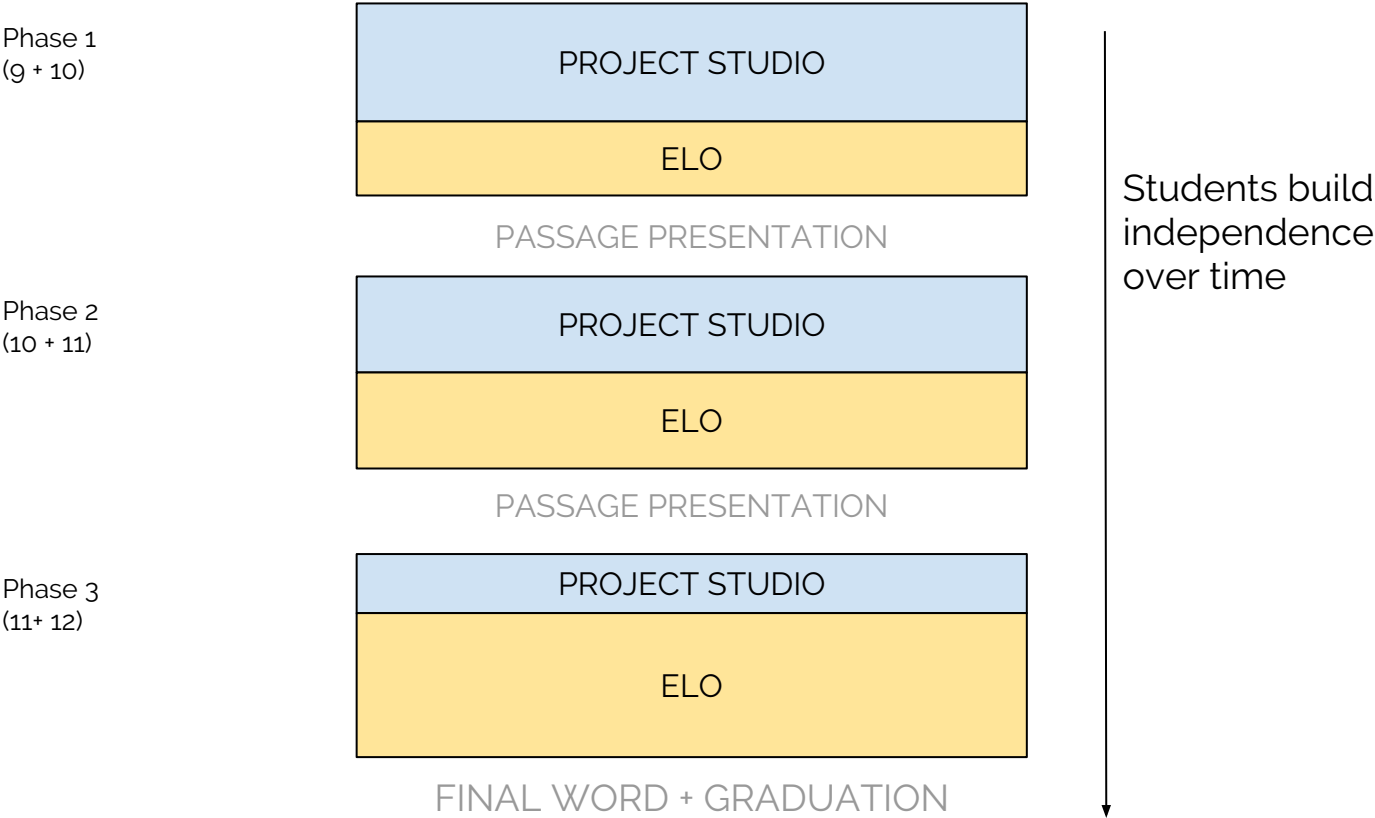 Phase 1
(9 + 10)
PROJECT STUDIO
ELO
PASSAGE PRESENTATION
Students build
independence
over time
Phase 2
(10 + 11)
PROJECT STUDIO
ELO
PASSAGE PRESENTATION
Phase 3
(11+ 12)
PROJECT STUDIO
ELO
FINAL WORD + GRADUATION